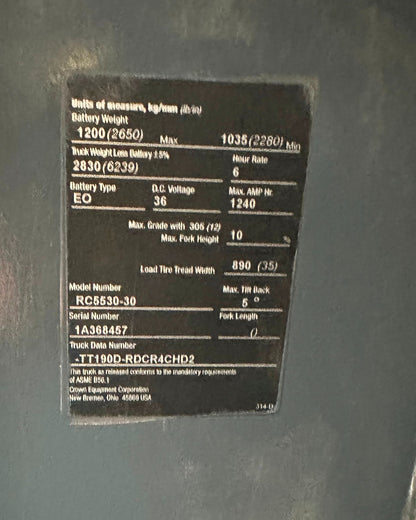 Units of measure, kg/mm (lb/in)
Battery Weight
1200 (2650) Max 1035 (2280) Min
Truck Weight Less Battery ± 5% Hour Rate
2830 (6239) 6
Battery Type D.C. Voltage Max. AMP Hr.
EO 36 1240
Max. Grade with 305 (12)
Max. Fork Height 10 %
Load Tire Tread Width 890 (35)
Model Number Max. Tilt Back
RC5530-30 5 °
Serial Number Fork Length
1A368457 0
Truck Data Number
-TT190D-RDCR4CHD2
This truck as released conforms to the mandatory requirements
of ASME B56.1
Crown Equipment Corporation
New Bremen, Ohio 45869 USA